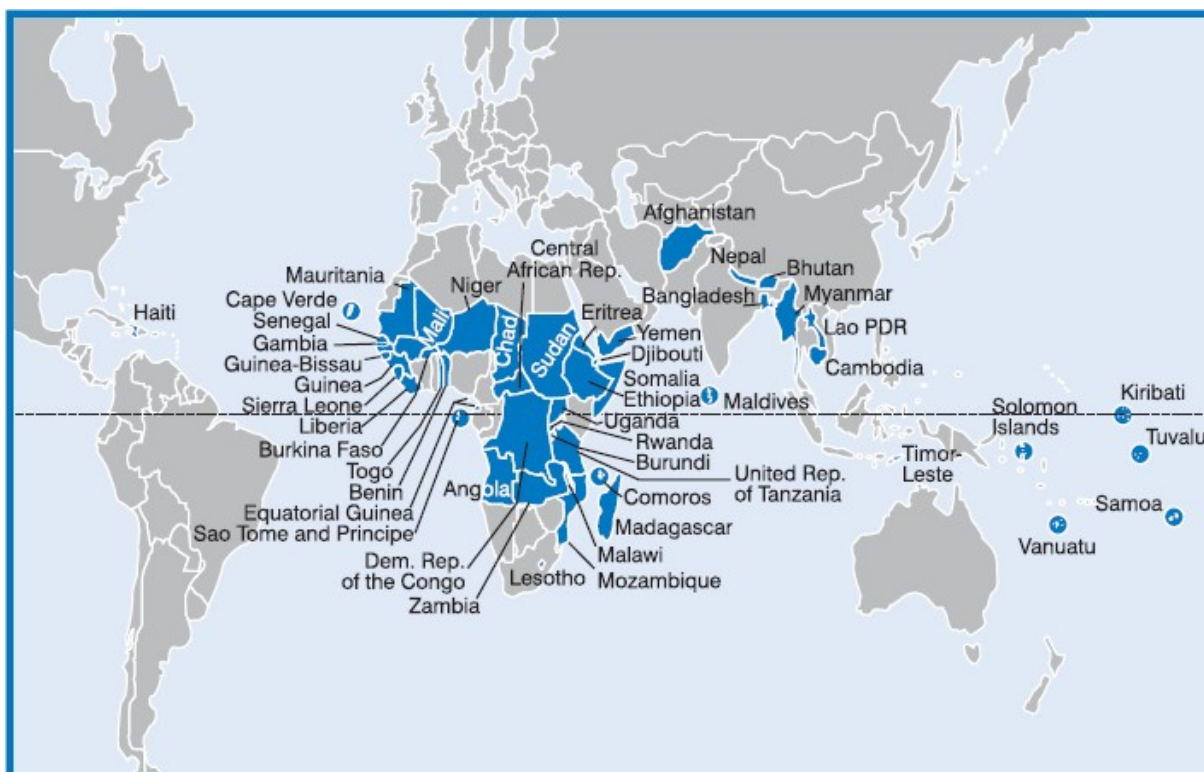 Haiti
Mauritania
Cape Verde
Senegal
Gambia
Guinea-Bissau
Guinea
Sierra Leone
Liberia
Burkina Faso
Togo
Benin
Equatorial Guinea
Sao Tome and Principe
Mali
Niger
Chad
Central
African Rep.
Sudan
Eritrea
Yemen
Djibouti
Somalia
Ethiopia
Uganda
Rwanda
Burundi
United Rep.
of Tanzania
Comoros
Madagascar
Malawi
Mozambique
Angola
Dem. Rep.
of the Congo
Zambia
Lesotho
Afghanistan
Nepal
Bhutan
Bangladesh
Myanmar
Lao PDR
Cambodia
Maldives
Timor-
Leste
Solomon
Islands
Kiribati
Tuvalu
Samoa
Vanuatu